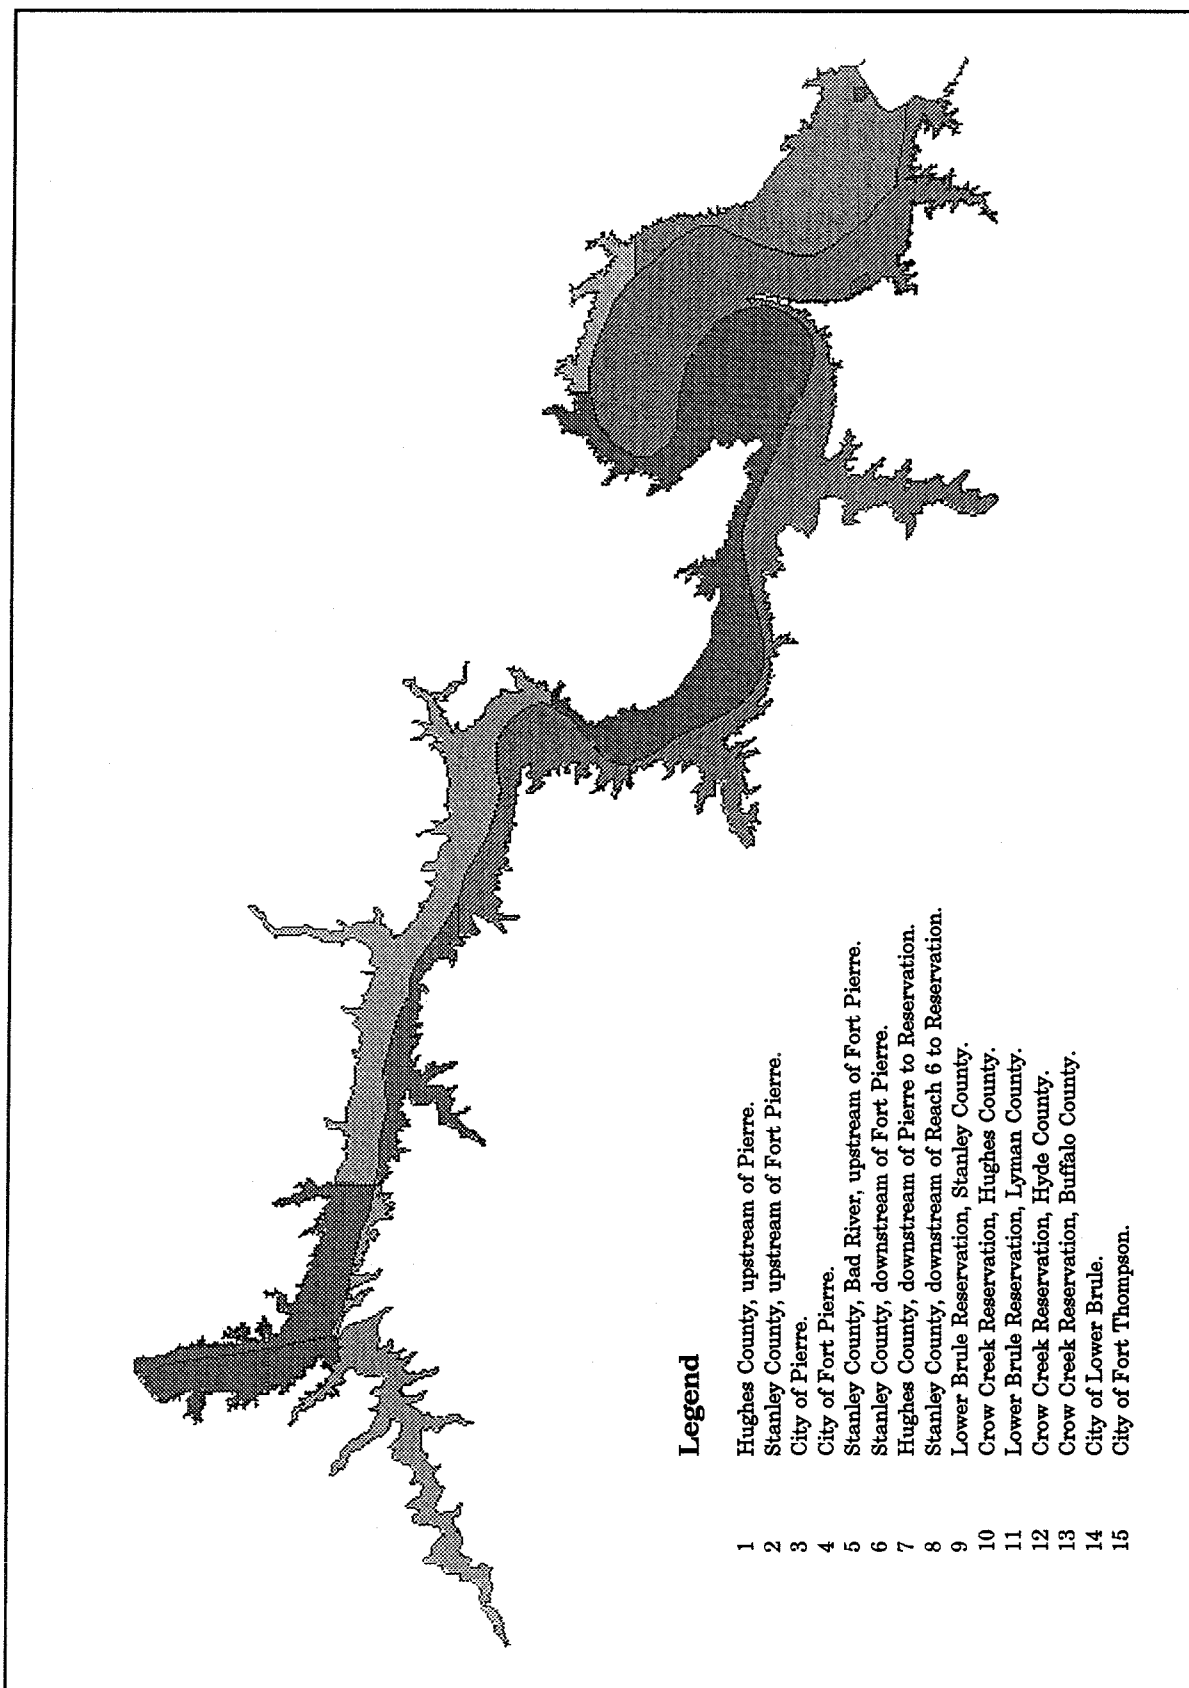 Legend
1 Hughes County, upstream of Pierre.
2 Stanley County, upstream of Fort Pierre.
3 City of Pierre.
4 City of Fort Pierre.
5 Stanley County, Bad River, upstream of Fort Pierre.
6 Stanley County, downstream of Fort Pierre.
7 Hughes County, downstream of Pierre to Reservation.
8 Stanley County, downstream of Reach 6 to Reservation.
9 Lower Brule Reservation, Stanley County.
10 Crow Creek Reservation, Hughes County.
11 Lower Brule Reservation, Lyman County.
12 Crow Creek Reservation, Hyde County.
13 Crow Creek Reservation, Buffalo County.
14 City of Lower Brule.
15 City of Fort Thompson.